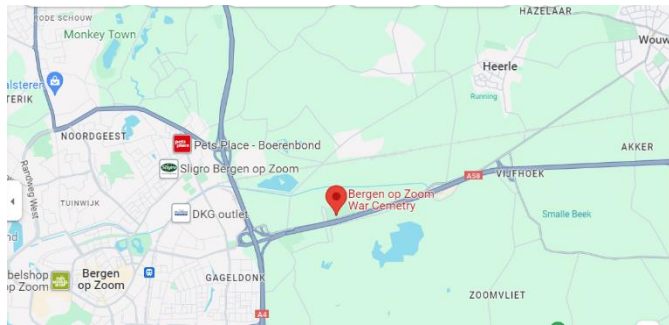 ODE SCHOUW
HAZELAAR
Monkey Town
Wouw
Heerle
alsteren
TERIK
Running
NOORDGEEST
Pets Place - Boerenbond
AKKER
Sligro Bergen op Zoom
A58
VIJFHOEK
Randweg West
TUINWIJK
Bergen op Zoom
War Cemetry
DKG outlet
Smalle Beek
nd
belshop
op Zoom
Bergen
op Zoom
GAGELDONK
ZOOMVLIET
A4